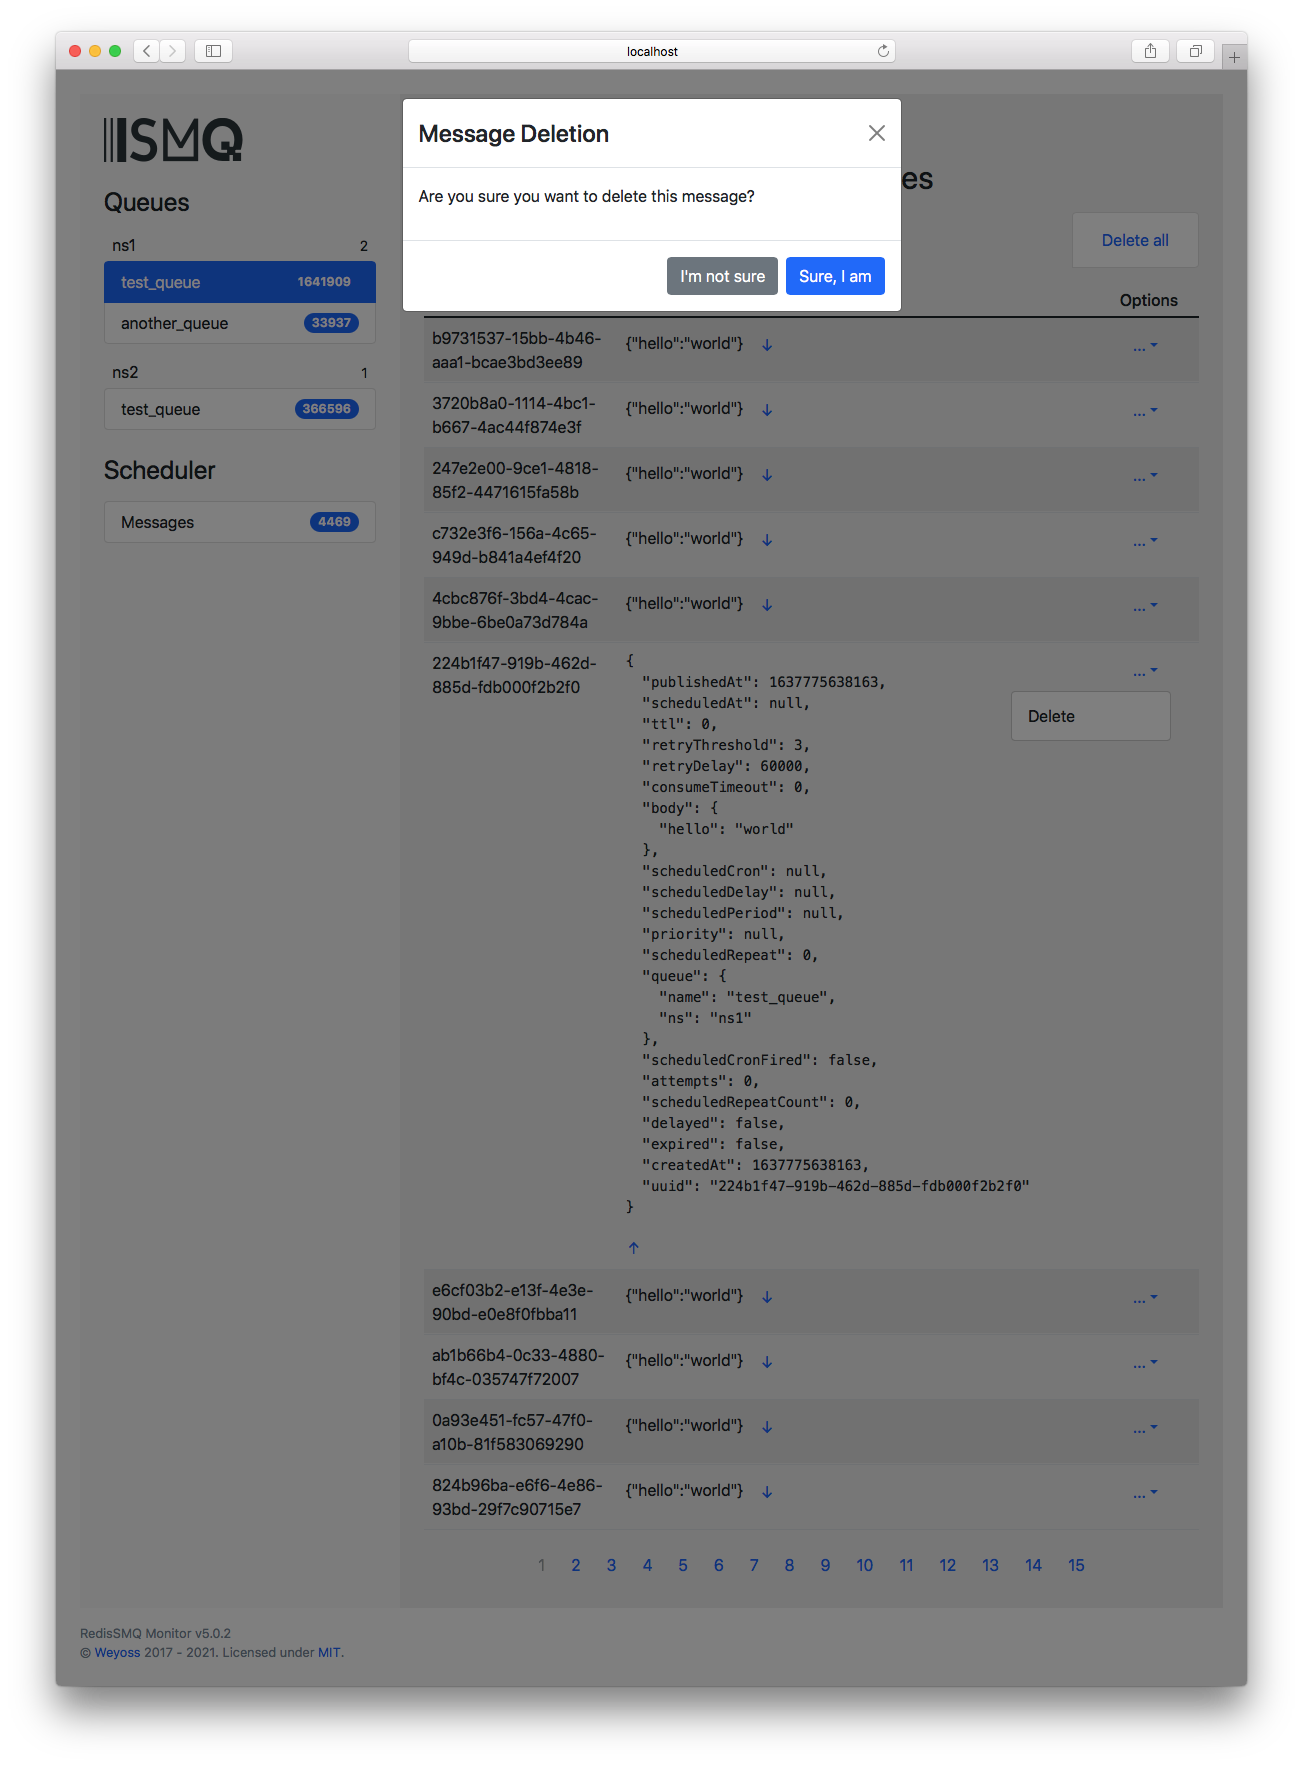 localhost
ISMQ
Message Deletion
Are you sure you want to delete this message?
I'm not sure
Sure, I am
es
Delete all
Options
Queues
ns1 2
test_queue 1641909
another_queue 33937
ns2 1
test_queue 366596
Scheduler
Messages 4469
b9731537-15bb-4b46-
aaa1-bcae3bd3ee89
{"hello":"world"} ↓
...
3720b8a0-1114-4bc1-
b667-4ac44f874e3f
{"hello":"world"} ↓
...
247e2e00-9ce1-4818-
85f2-4471615fa58b
{"hello":"world"} ↓
...
c732e3f6-156a-4c65-
949d-b841a4ef4f20
{"hello":"world"} ↓
...
4cbc876f-3bd4-4cac-
9bbe-6be0a73d784a
{"hello":"world"} ↓
...
224b1f47-919b-462d-
885d-fdb000f2b2f0
{
"publishedAt": 1637775638163,
"scheduledAt": null,
"ttl": 0,
"retryThreshold": 3,
"retryDelay": 60000,
"consumeTimeout": 0,
"body": {
"hello": "world"
},
"scheduledCron": null,
"scheduledDelay": null,
"scheduledPeriod": null,
"priority": null,
"scheduledRepeat": 0,
"queue": {
"name": "test_queue",
"ns": "ns1"
},
"scheduledCronFired": false,
"attempts": 0,
"scheduledRepeatCount": 0,
"delayed": false,
"expired": false,
"createdAt": 1637775638163,
"uuid": "224b1f47-919b-462d-885d-fdb000f2b2f0"
}
↑
...
Delete
e6cf03b2-e13f-4e3e-
90bd-e0e8f0fbba11
{"hello":"world"} ↓
...
ab1b66b4-0c33-4880-
bf4c-035747f72007
{"hello":"world"} ↓
...
0a93e451-fc57-47f0-
a10b-81f583069290
{"hello":"world"} ↓
...
824b96ba-e6f6-4e86-
93bd-29f7c90715e7
{"hello":"world"} ↓
...
1 2 3 4 5 6 7 8 9 10 11 12 13 14 15
RedisSMQ Monitor v5.0.2
© Weyoss 2017 - 2021. Licensed under MIT.